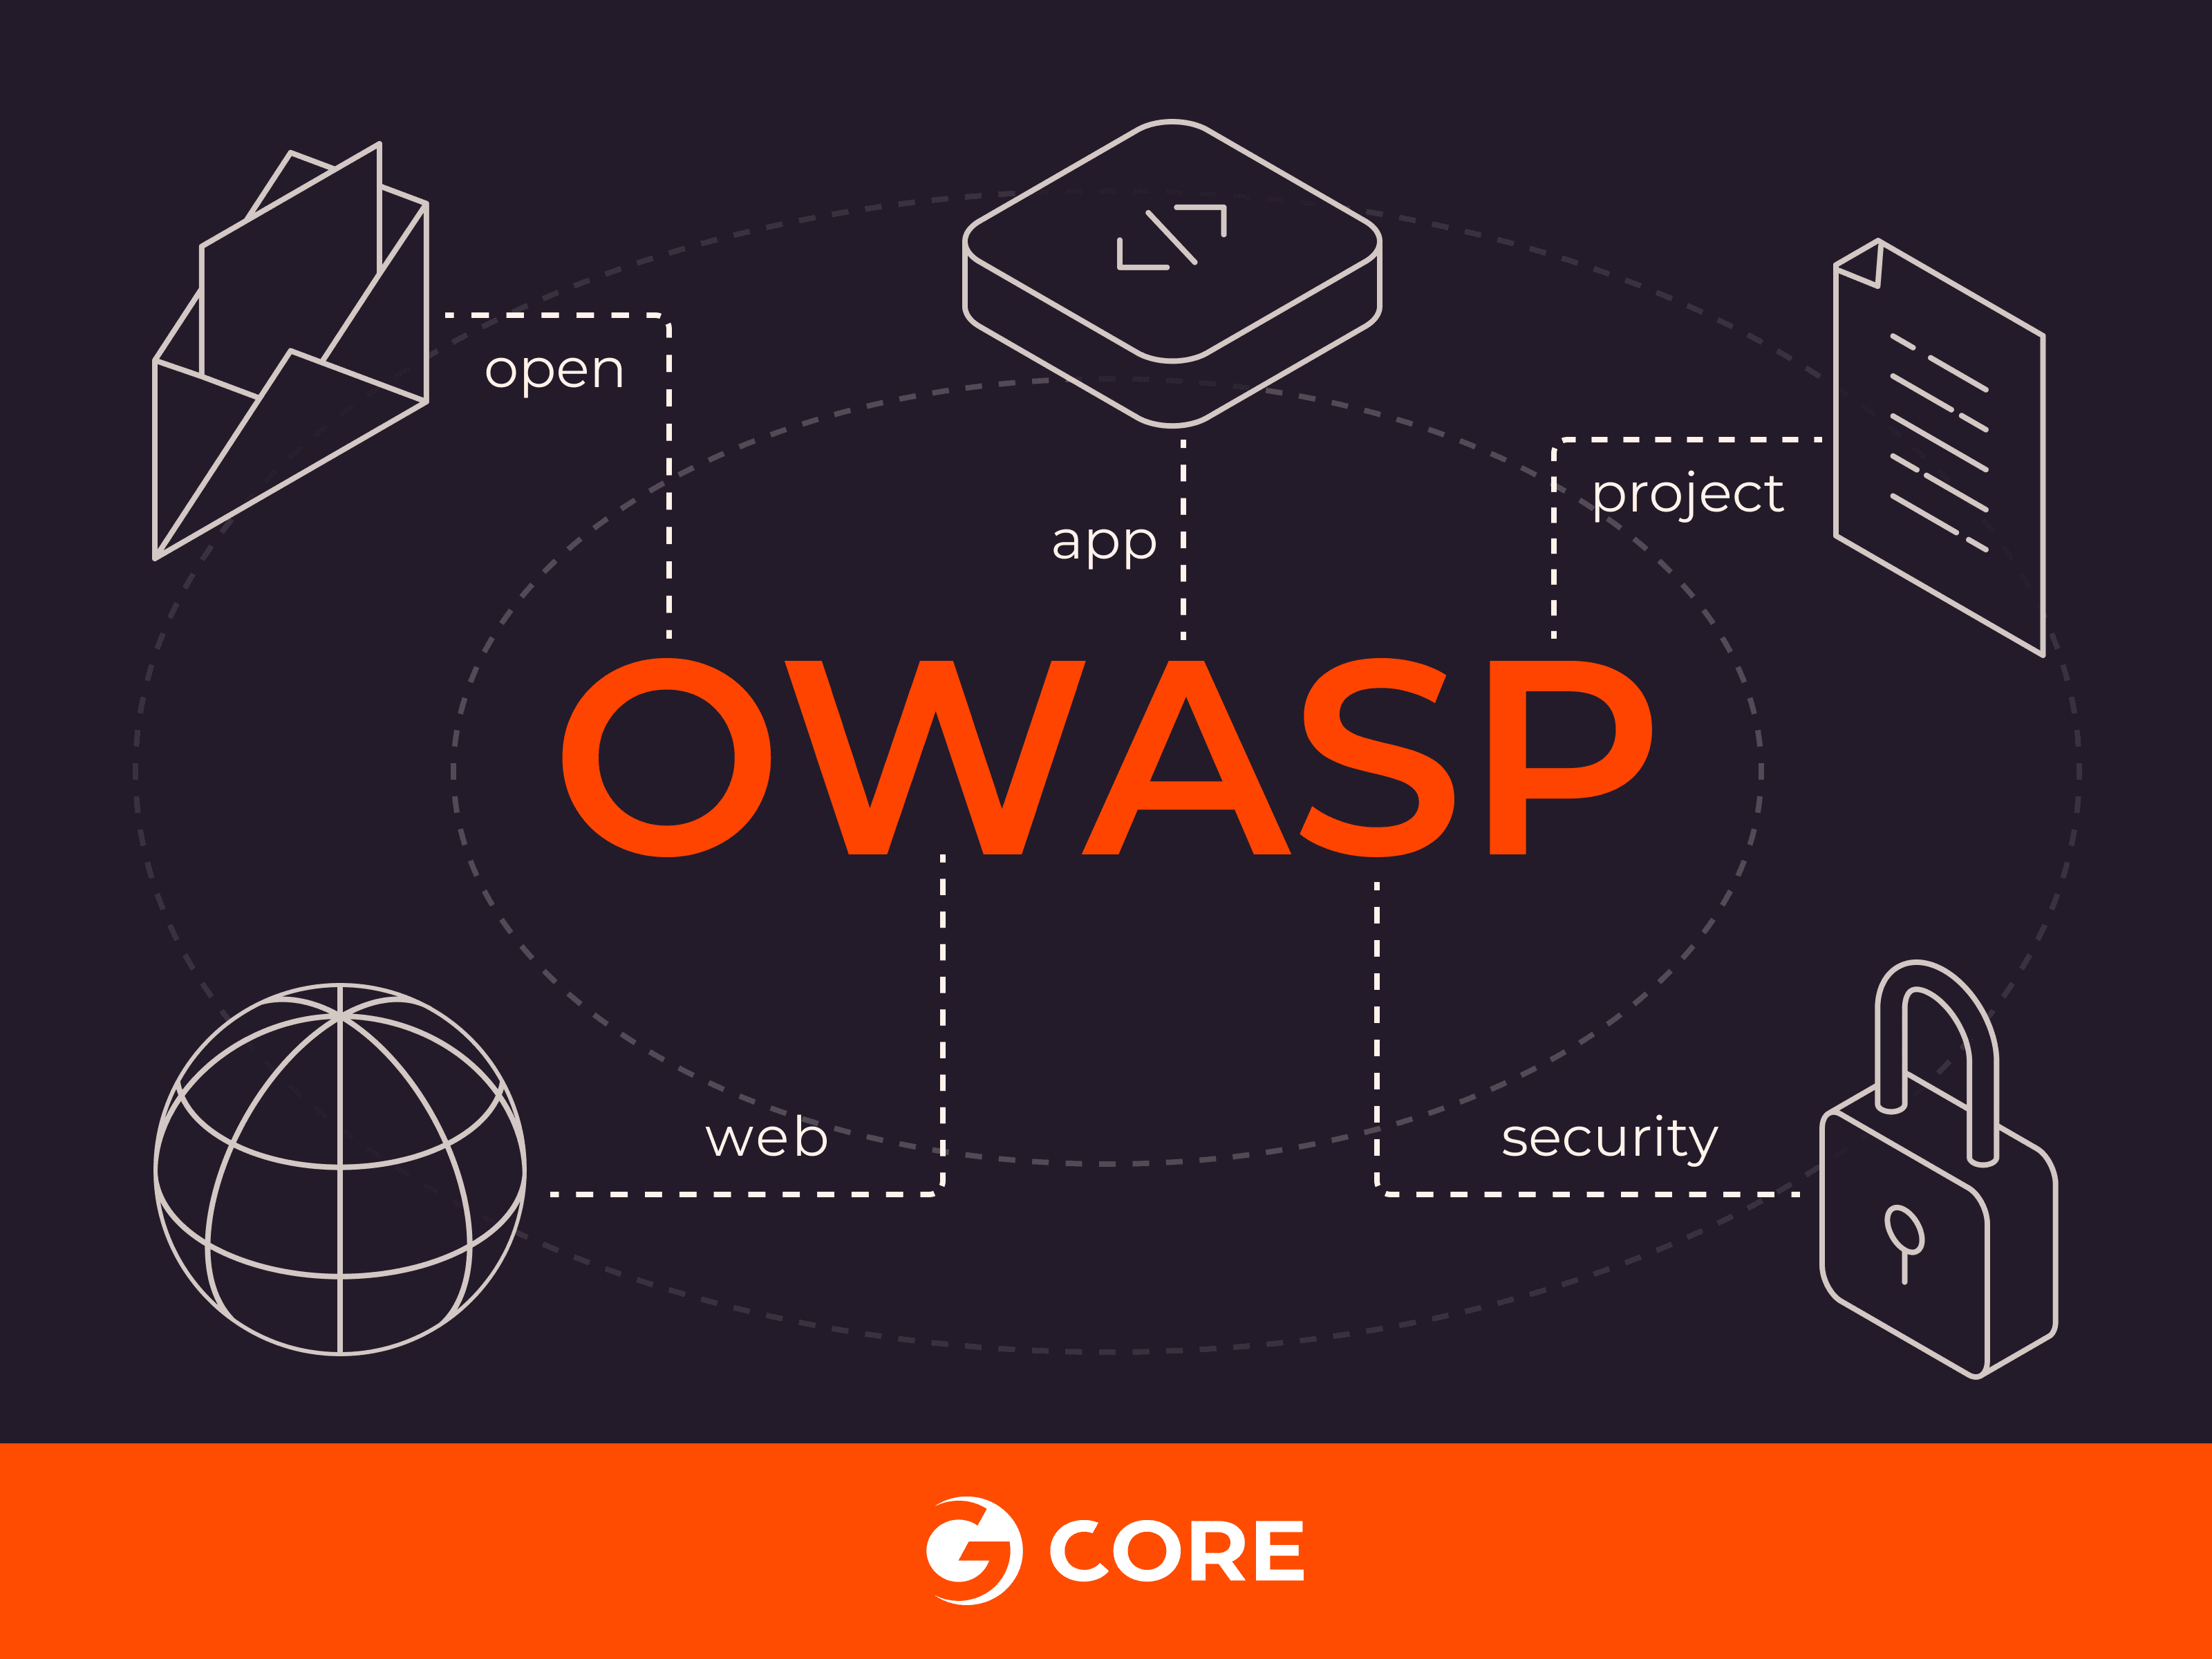 open
app
project
OWASP
web
security
G CORE